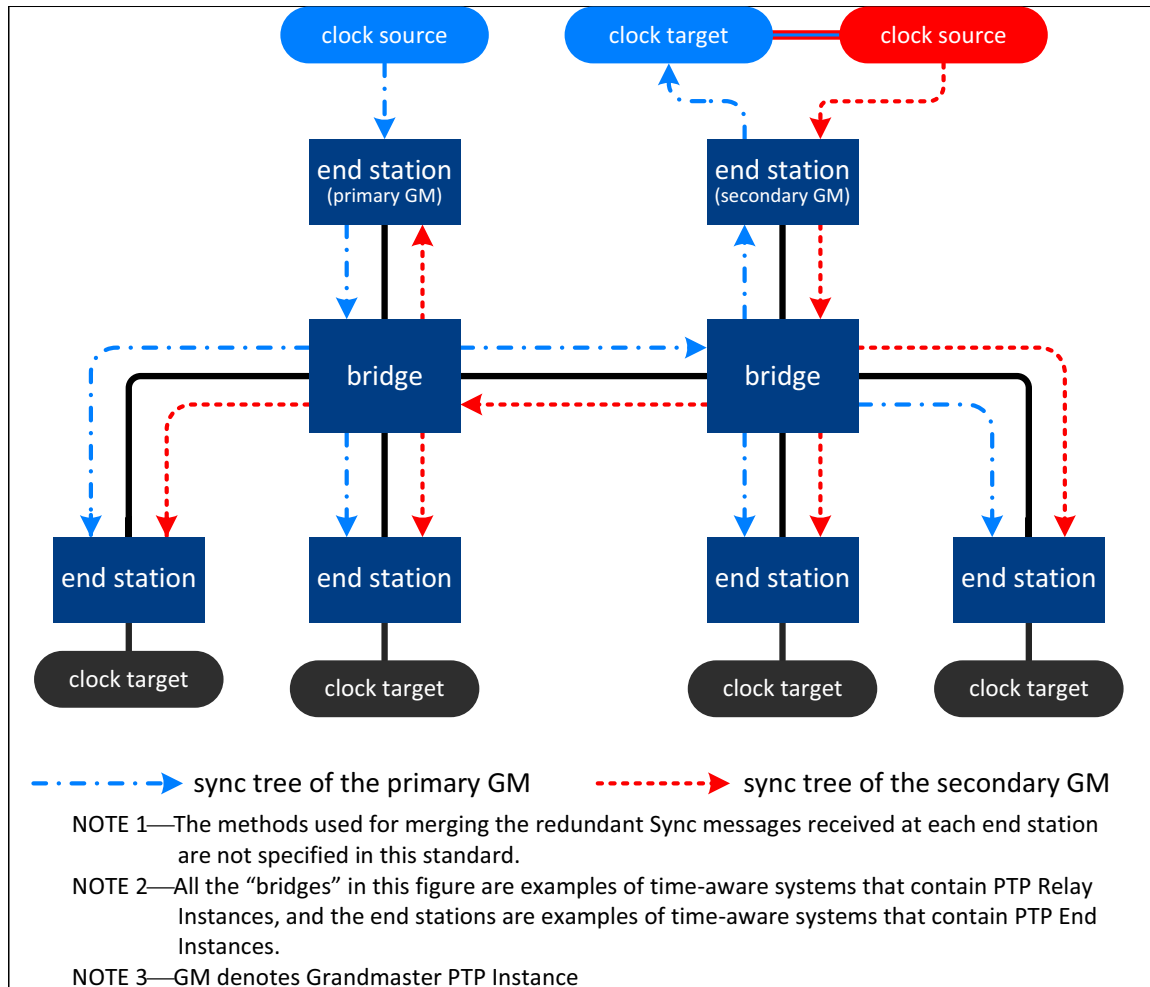 clock source
clock target
clock source
end station
(primary GM)
end station
(secondary GM)
bridge
bridge
end station
end station
end station
end station
clock target
clock target
clock target
clock target
sync tree of the primary GM
sync tree of the secondary GM
NOTE 1—The methods used for merging the redundant Sync messages received at each end station
are not specified in this standard.
NOTE 2—All the “bridges” in this figure are examples of time-aware systems that contain PTP Relay
Instances, and the end stations are examples of time-aware systems that contain PTP End
Instances.
NOTE 3—GM denotes Grandmaster PTP Instance